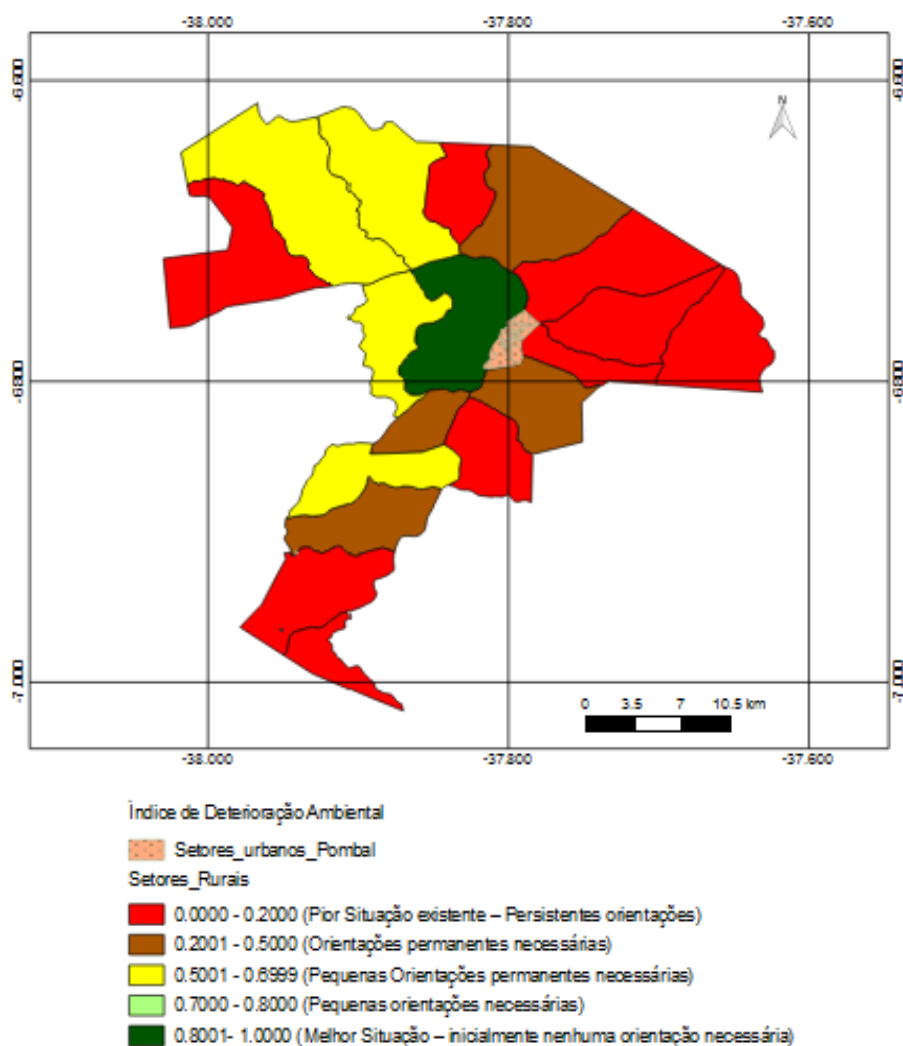 -38.000 -37.800 -37.600
-6.600 -6.600
N
-6.800 -6.800
-7.000 -7.000
0 3.5 7 10.5 km
-38.000 -37.800 -37.600
Índice de Deterioração Ambiental
Setores_urbanos_Pombal
Setores_Rurais
0.0000 - 0.2000 (Pior Situação existente – Persistentes orientações)
0.2001 - 0.5000 (Orientações permanentes necessárias)
0.5001 - 0.6999 (Pequenas Orientações permanentes necessárias)
0.7000 - 0.8000 (Pequenas orientações necessárias)
0.8001- 1.0000 (Melhor Situação – inicialmente nenhuma orientação necessária)